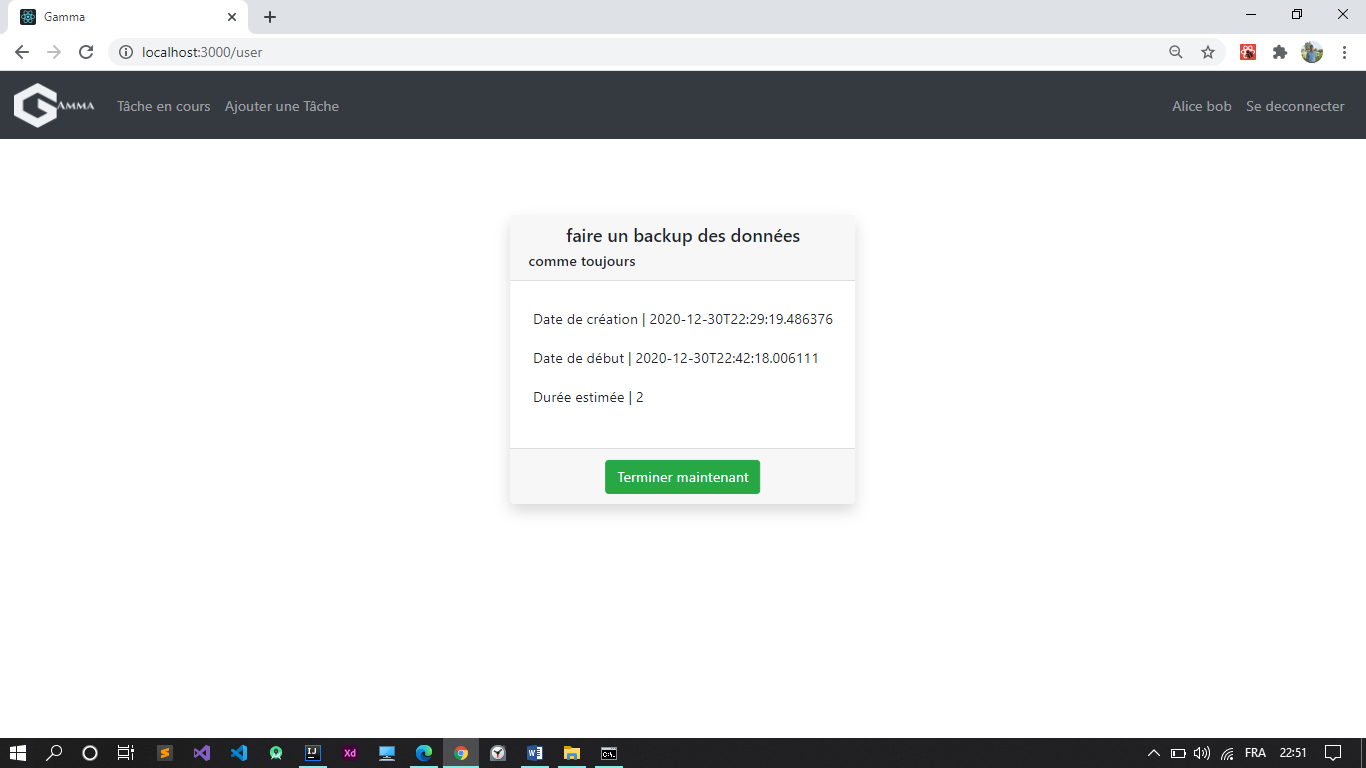 Gamma
localhost:3000/user
GAMMA Tâche en cours Ajouter une Tâche Alice bob Se deconnecter
faire un backup des données
comme toujours
Date de création | 2020-12-30T22:29:19.486376
Date de début | 2020-12-30T22:42:18.006111
Durée estimée | 2
Terminer maintenant
IJ Xd W C:\_ FRA 22:51